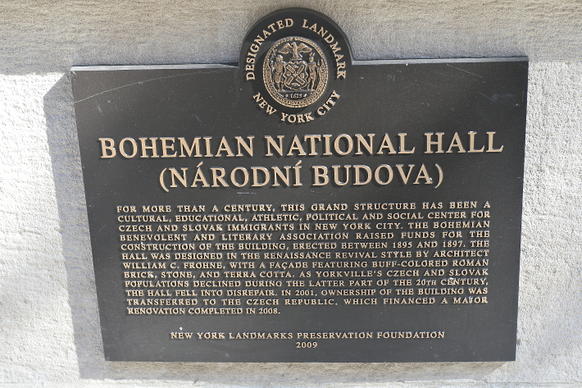 DESIGNATED LANDMARK
NEW YORK CITY
1625
BOHEMIAN NATIONAL HALL
(NÁRODNÍ BUDOVA)
FOR MORE THAN A CENTURY, THIS GRAND STRUCTURE HAS BEEN A
CULTURAL, EDUCATIONAL, ATHLETIC, POLITICAL AND SOCIAL CENTER FOR
CZECH AND SLOVAK IMMIGRANTS IN NEW YORK CITY. THE BOHEMIAN
BENEVOLENT AND LITERARY ASSOCIATION RAISED FUNDS FOR THE
CONSTRUCTION OF THE BUILDING, ERECTED BETWEEN 1895 AND 1897. THE
HALL WAS DESIGNED IN THE RENAISSANCE REVIVAL STYLE BY ARCHITECT
WILLIAM C. FROHNE, WITH A FAÇADE FEATURING BUFF-COLORED ROMAN
BRICK, STONE, AND TERRA COTTA. AS YORKVILLE'S CZECH AND SLOVAK
POPULATIONS DECLINED DURING THE LATTER PART OF THE 20TH CENTURY,
THE HALL FELL INTO DISREPAIR. IN 2001, OWNERSHIP OF THE BUILDING WAS
TRANSFERRED TO THE CZECH REPUBLIC, WHICH FINANCED A MAJOR
RENOVATION COMPLETED IN 2008.
NEW YORK LANDMARKS PRESERVATION FOUNDATION
2009